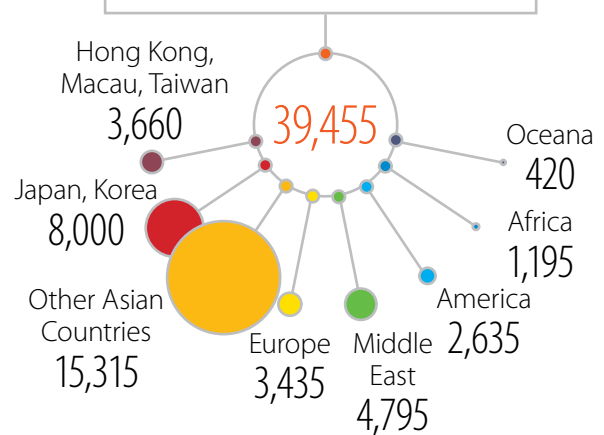 Hong Kong,
Macau, Taiwan
3,660
39,455
Oceana
420
Japan, Korea
8,000
Africa
1,195
Other Asian
Countries
15,315
Europe
3,435
Middle
East
4,795
America
2,635